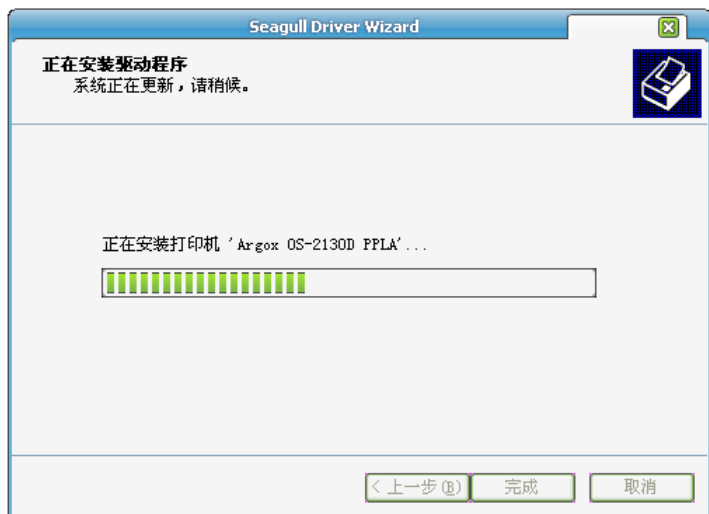 Seagull Driver Wizard
正在安装驱动程序
系统正在更新，请稍候。
正在安装打印机 'Argox OS-2130D PPLA'...
< 上一步(B)
完成
取消